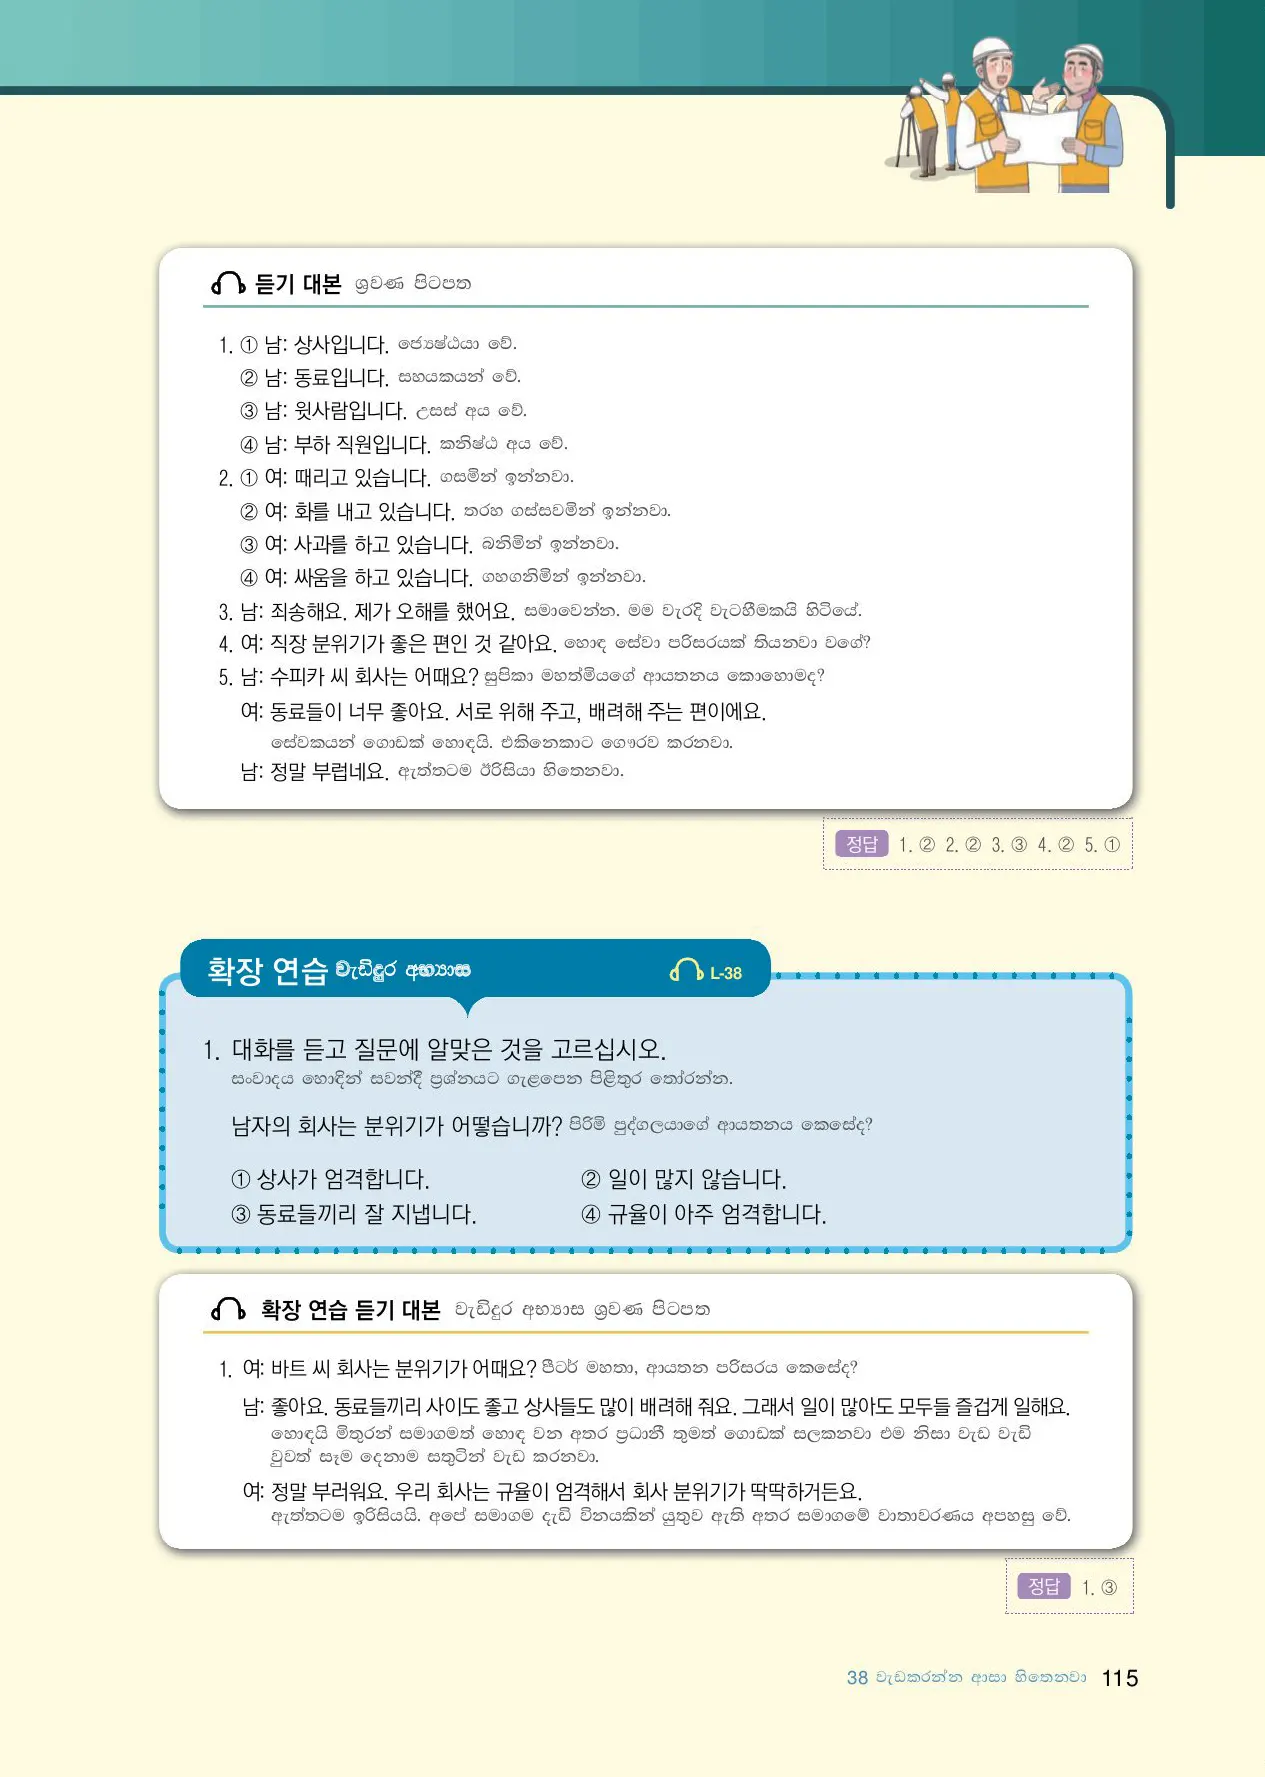 듣기 대본 ශ්‍රවණ පිටපත
1. ① 남: 상사입니다. ජ්‍යෙෂ්ඨයා වේ.
② 남: 동료입니다. සහයකයන් වේ.
③ 남: 윗사람입니다. උසස් අය වේ.
④ 남: 부하 직원입니다. කනිෂ්ඨ අය වේ.
2. ① 여: 때리고 있습니다. ගසමින් ඉන්නවා.
② 여: 화를 내고 있습니다. තරහ ගස්සවමින් ඉන්නවා.
③ 여: 사과를 하고 있습니다. බනිමින් ඉන්නවා.
④ 여: 싸움을 하고 있습니다. ගහගනිමින් ඉන්නවා.
3. 남: 죄송해요. 제가 오해를 했어요. සමාවෙන්න. මම වැරදි වැටහීමකයි හිටියේ.
4. 여: 직장 분위기가 좋은 편인 것 같아요. හොඳ සේවා පරිසරයක් තියනවා වගේ?
5. 남: 수피카 씨 회사는 어때요? සුපිකා මහත්මියගේ ආයතනය කොහොමද?
여: 동료들이 너무 좋아요. 서로 위해 주고, 배려해 주는 편이에요.
සේවකයන් ගොඩක් හොඳයි. එකිනෙකාට ගෞරව කරනවා.
남: 정말 부럽네요. ඇත්තටම ඊරිසියා හිතෙනවා.
정답 1. ② 2. ② 3. ③ 4. ② 5. ①
확장 연습 වැඩිදුර අභ්‍යාස L-38
1. 대화를 듣고 질문에 알맞은 것을 고르십시오.
සංවාදය හොඳින් සවන්දී ප්‍රශ්නයට ගැළපෙන පිළිතුර තෝරන්න.
남자의 회사는 분위기가 어떻습니까? පිරිමි පුද්ගලයාගේ ආයතනය කෙසේද?
① 상사가 엄격합니다. ② 일이 많지 않습니다.
③ 동료들끼리 잘 지냅니다. ④ 규율이 아주 엄격합니다.
확장 연습 듣기 대본 වැඩිදුර අභ්‍යාස ශ්‍රවණ පිටපත
1. 여: 바트 씨 회사는 분위기가 어때요? පීටර් මහතා, ආයතන පරිසරය කෙසේද?
남: 좋아요. 동료들끼리 사이도 좋고 상사들도 많이 배려해 줘요. 그래서 일이 많아도 모두들 즐겁게 일해요.
හොඳයි මිතුරන් සමාගමත් හොඳ වන අතර ප්‍රධානී තුමත් ගොඩක් සලකනවා එම නිසා වැඩ වැඩි
වුවත් සෑම දෙනාම සතුටින් වැඩ කරනවා.
여: 정말 부러워요. 우리 회사는 규율이 엄격해서 회사 분위기가 딱딱하거든요.
ඇත්තටම ඉරිසියයි. අපේ සමාගම දැඩි විනයකින් යුතුව ඇති අතර සමාගමේ වාතාවරණය අපහසු වේ.
정답 1. ③
38 වැඩකරන්න ආසා හිතෙනවා 115